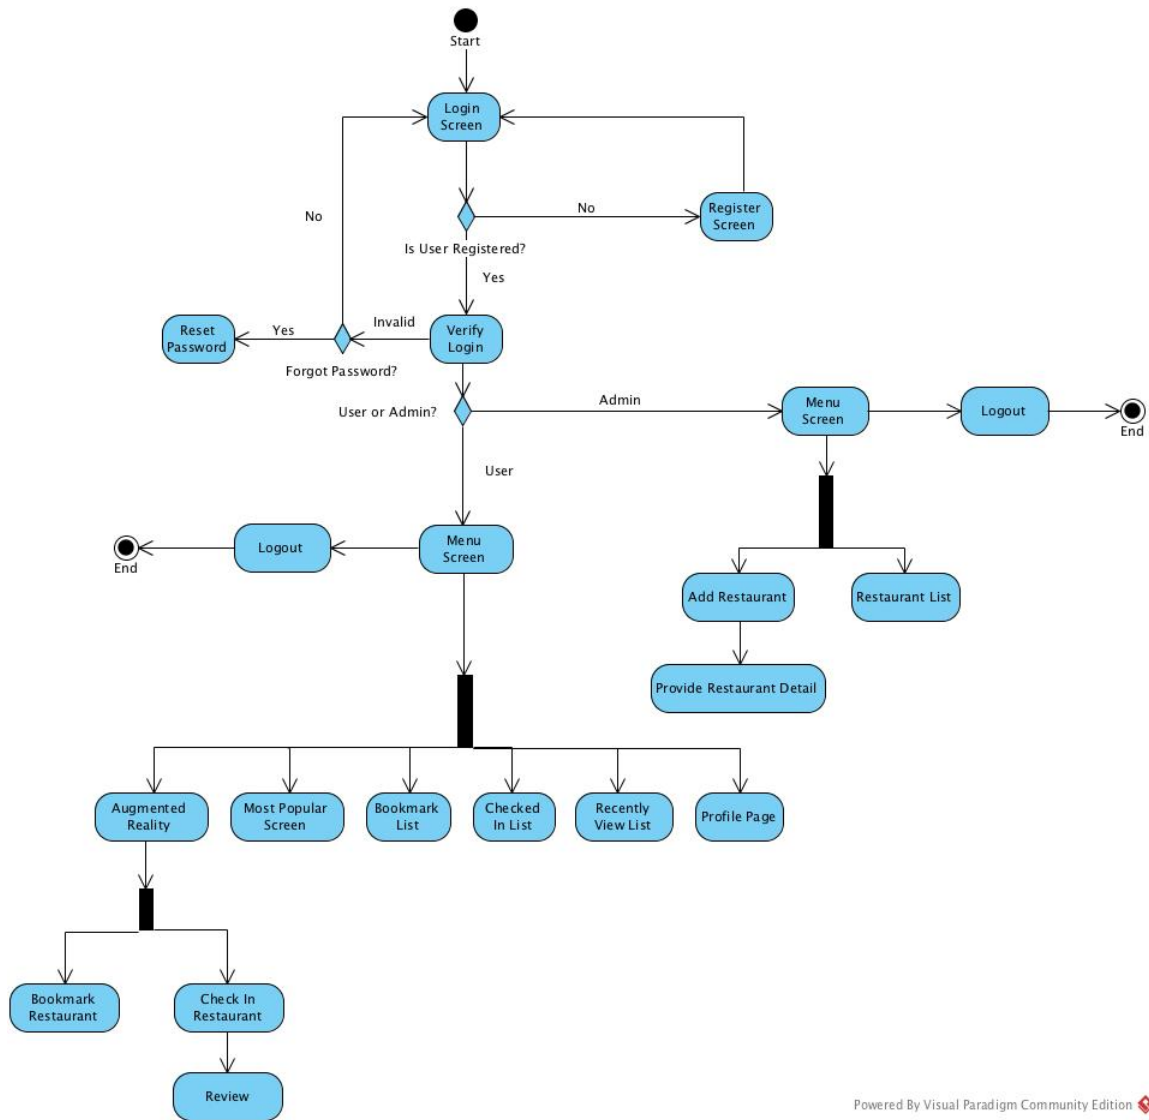 Start
Login
Screen
No
No
Register
Screen
Is User Registered?
Yes
Reset
Password
Yes
Invalid
Verify
Login
Forgot Password?
User or Admin?
Admin
Menu
Screen
Logout
End
User
End
Logout
Menu
Screen
Add Restaurant
Restaurant List
Provide Restaurant Detail
Augmented
Reality
Most Popular
Screen
Bookmark
List
Checked
In List
Recently
View List
Profile Page
Bookmark
Restaurant
Check In
Restaurant
Review
Powered By Visual Paradigm Community Edition